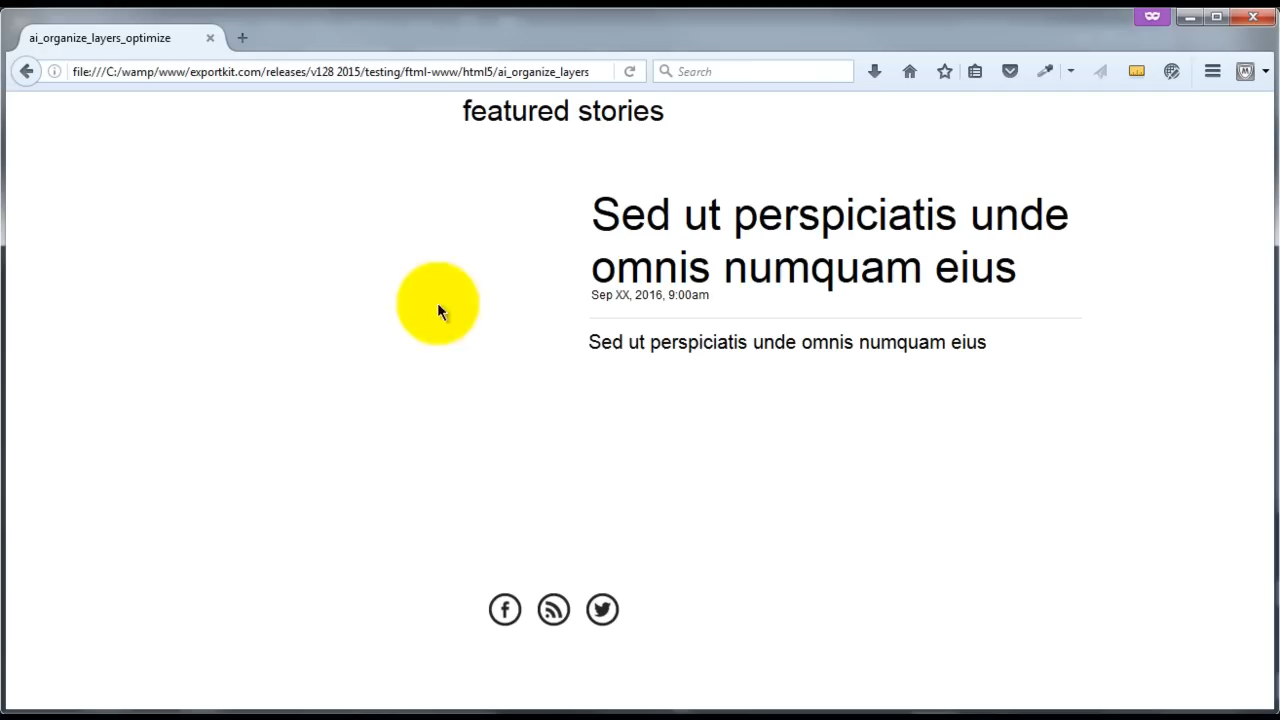 ai_organize_layers_optimize
file:///C:/wamp/www/exportkit.com/releases/v128 2015/testing/ftml-www/html5/ai_organize_layers
Search
featured stories
Sed ut perspiciatis unde
omnis numquam eius
Sep XX, 2016, 9:00am
Sed ut perspiciatis unde omnis numquam eius